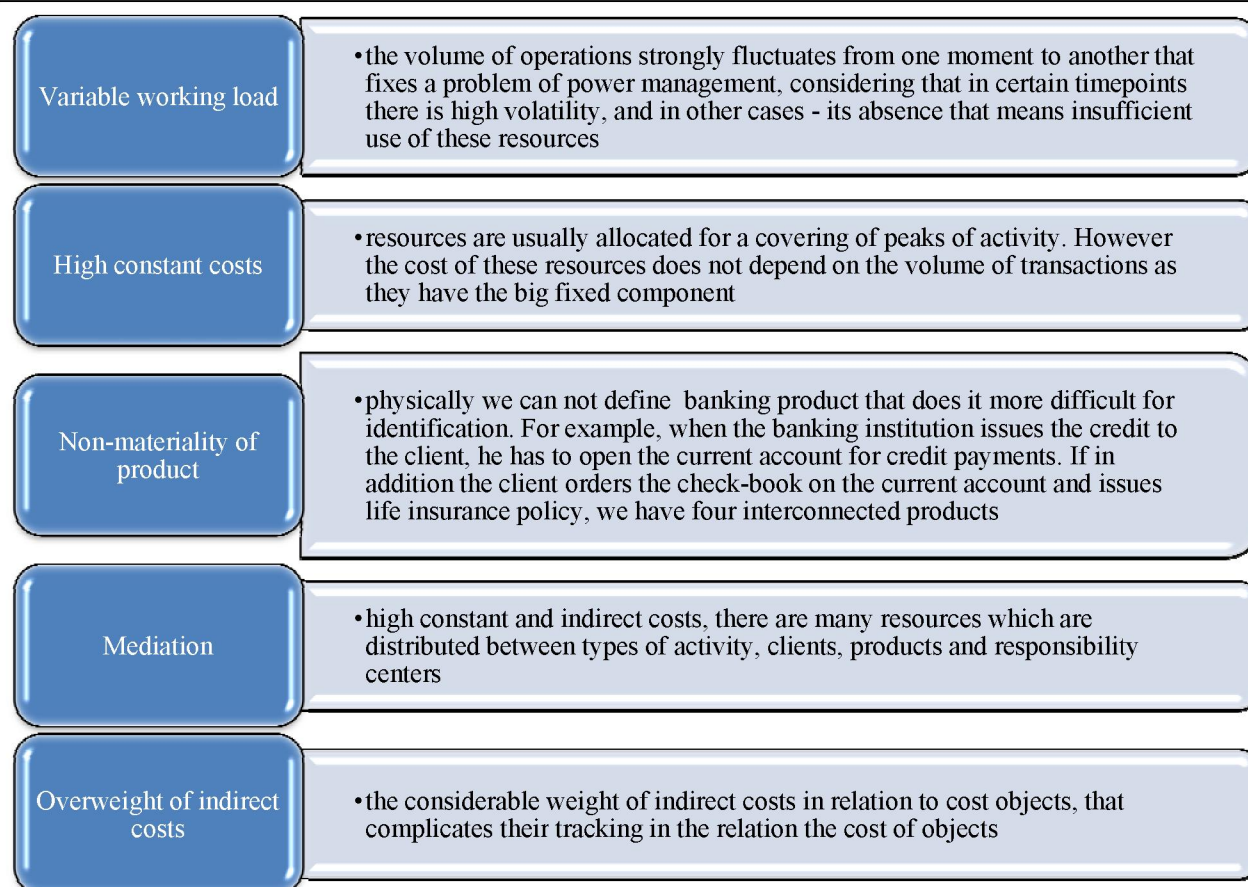 Variable working load
•the volume of operations strongly fluctuates from one moment to another that
fixes a problem of power management, considering that in certain timepoints
there is high volatility, and in other cases - its absence that means insufficient
use of these resources
High constant costs
•resources are usually allocated for a covering of peaks of activity. However
the cost of these resources does not depend on the volume of transactions as
they have the big fixed component
Non-materiality of
product
•physically we can not define banking product that does it more difficult for
identification. For example, when the banking institution issues the credit to
the client, he has to open the current account for credit payments. If in
addition the client orders the check-book on the current account and issues
life insurance policy, we have four interconnected products
Mediation
•high constant and indirect costs, there are many resources which are
distributed between types of activity, clients, products and responsibility
centers
Overweight of indirect
costs
•the considerable weight of indirect costs in relation to cost objects, that
complicates their tracking in the relation the cost of objects